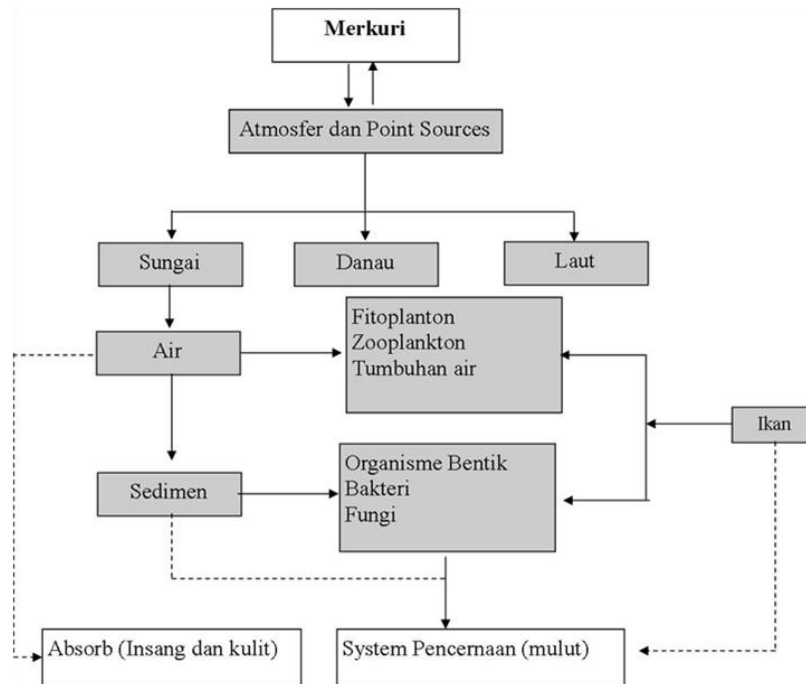 Merkuri
Atmosfer dan Point Sources
Sungai
Danau
Laut
Air
Fitoplanton
Zooplankton
Tumbuhan air
Ikan
Sedimen
Organisme Bentik
Bakteri
Fungi
Absorb (Insang dan kulit)
System Pencernaan (mulut)